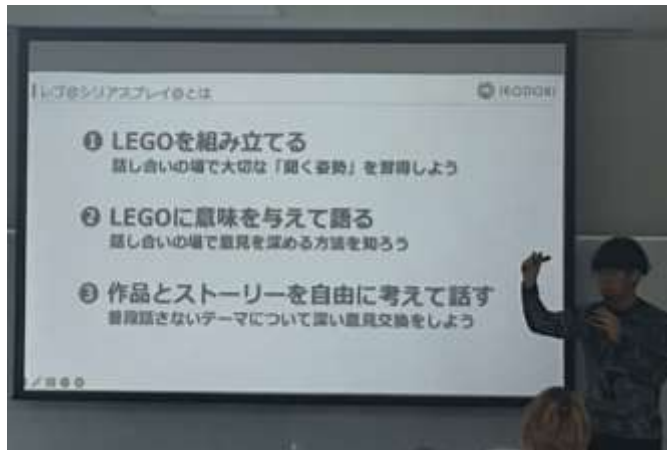 レゴ®シリアスプレイ®とは
IKODOKI
❶ LEGOを組み立てる
話し合いの場で大切な「聞く姿勢」を習得しよう
❷ LEGOに意味を与えて語る
話し合いの場で意見を深める方法を知ろう
❸ 作品とストーリーを自由に考えて話す
普段話さないテーマについて深い意見交換をしよう